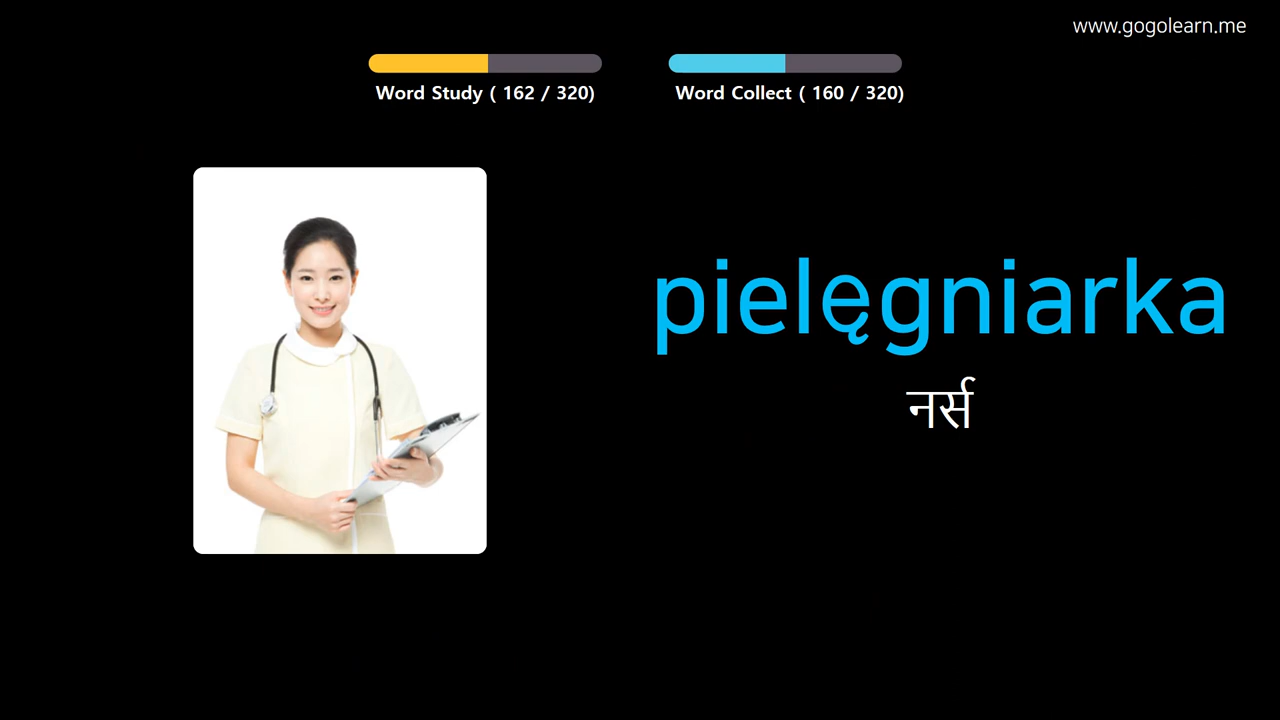 www.gogolearn.me
Word Study ( 162 / 320)
Word Collect ( 160 / 320)
pielęgniarka
नर्स